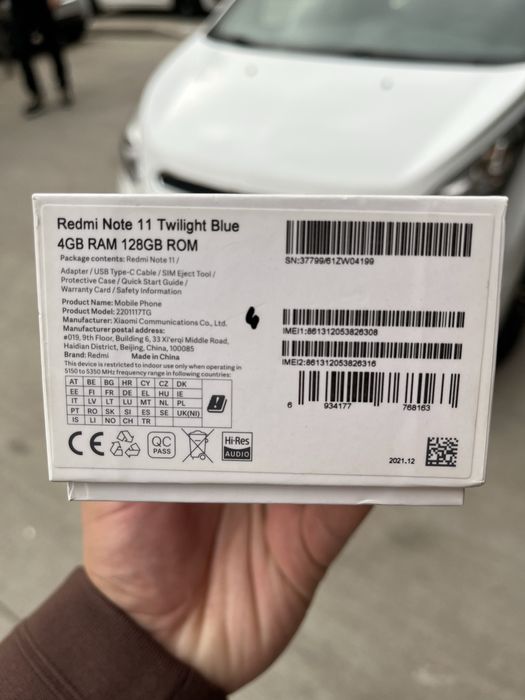 Redmi Note 11 Twilight Blue
4GB RAM 128GB ROM
Package contents: Redmi Note 11 /
Adapter / USB Type-C Cable / SIM Eject Tool /
Protective Case / Quick Start Guide /
Warranty Card / Safety Information
Product Name: Mobile Phone
Product Model: 2201117TG
Manufacturer: Xiaomi Communications Co., Ltd.
Manufacturer postal address:
#019, 9th Floor, Building 6, 33 Xi'erqi Middle Road,
Haidian District, Beijing, China, 100085
Brand: Redmi Made in China
This device is restricted to indoor use only when operating in
5150 to 5350 MHz frequency range in following countries:
AT BE BG HR CY CZ DK
EE FI FR DE EL HU IE
IT LV LT LU MT NL PL
PT RO SK SI ES SE UK(NI)
IS LI NO CH TR
CE
QC
PASS
Hi-Res
AUDIO
SN:37799/61ZW04199
IMEI1:861312053826308
IMEI2:861312053826316
6 934177 768163
2021.12